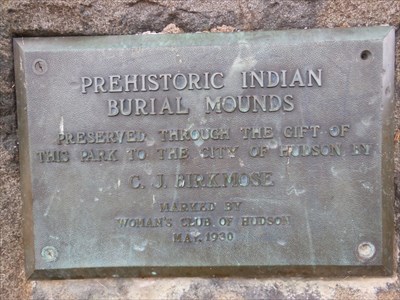 PREHISTORIC INDIAN
BURIAL MOUNDS
PRESERVED THROUGH THE GIFT OF
THIS PARK TO THE CITY OF HUDSON BY
C. J. BIRKMOSE
MARKED BY
WOMAN'S CLUB OF HUDSON
MAY, 1930